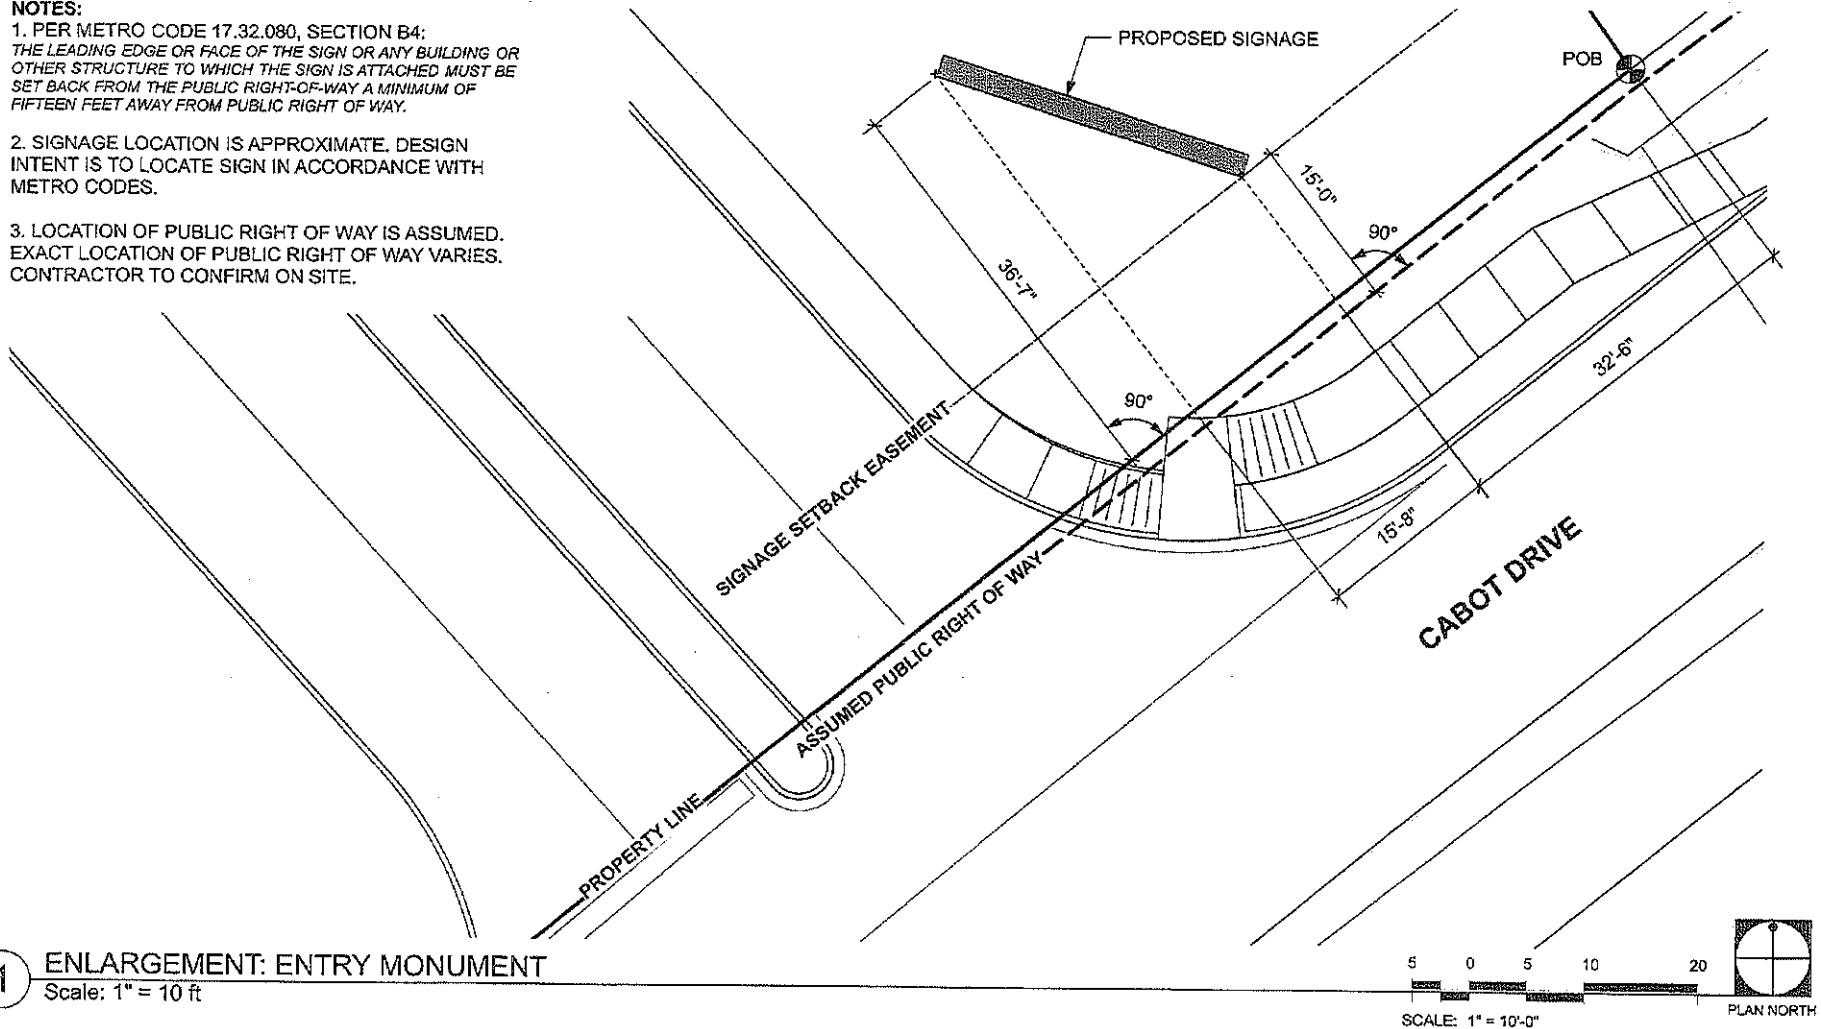 NOTES:
1. PER METRO CODE 17.32.080, SECTION B4:
THE LEADING EDGE OR FACE OF THE SIGN OR ANY BUILDING OR
OTHER STRUCTURE TO WHICH THE SIGN IS ATTACHED MUST BE
SET BACK FROM THE PUBLIC RIGHT-OF-WAY A MINIMUM OF
FIFTEEN FEET AWAY FROM PUBLIC RIGHT OF WAY.
2. SIGNAGE LOCATION IS APPROXIMATE. DESIGN
INTENT IS TO LOCATE SIGN IN ACCORDANCE WITH
METRO CODES.
3. LOCATION OF PUBLIC RIGHT OF WAY IS ASSUMED.
EXACT LOCATION OF PUBLIC RIGHT OF WAY VARIES.
CONTRACTOR TO CONFIRM ON SITE.
PROPOSED SIGNAGE
POB
15'-0"
90°
36'-7"
90°
32'-6"
15'-8"
SIGNAGE SETBACK EASEMENT
ASSUMED PUBLIC RIGHT OF WAY
PROPERTY LINE
CABOT DRIVE
1
ENLARGEMENT: ENTRY MONUMENT
Scale: 1" = 10 ft
5 0 5 10 20
SCALE: 1" = 10'-0"
PLAN NORTH